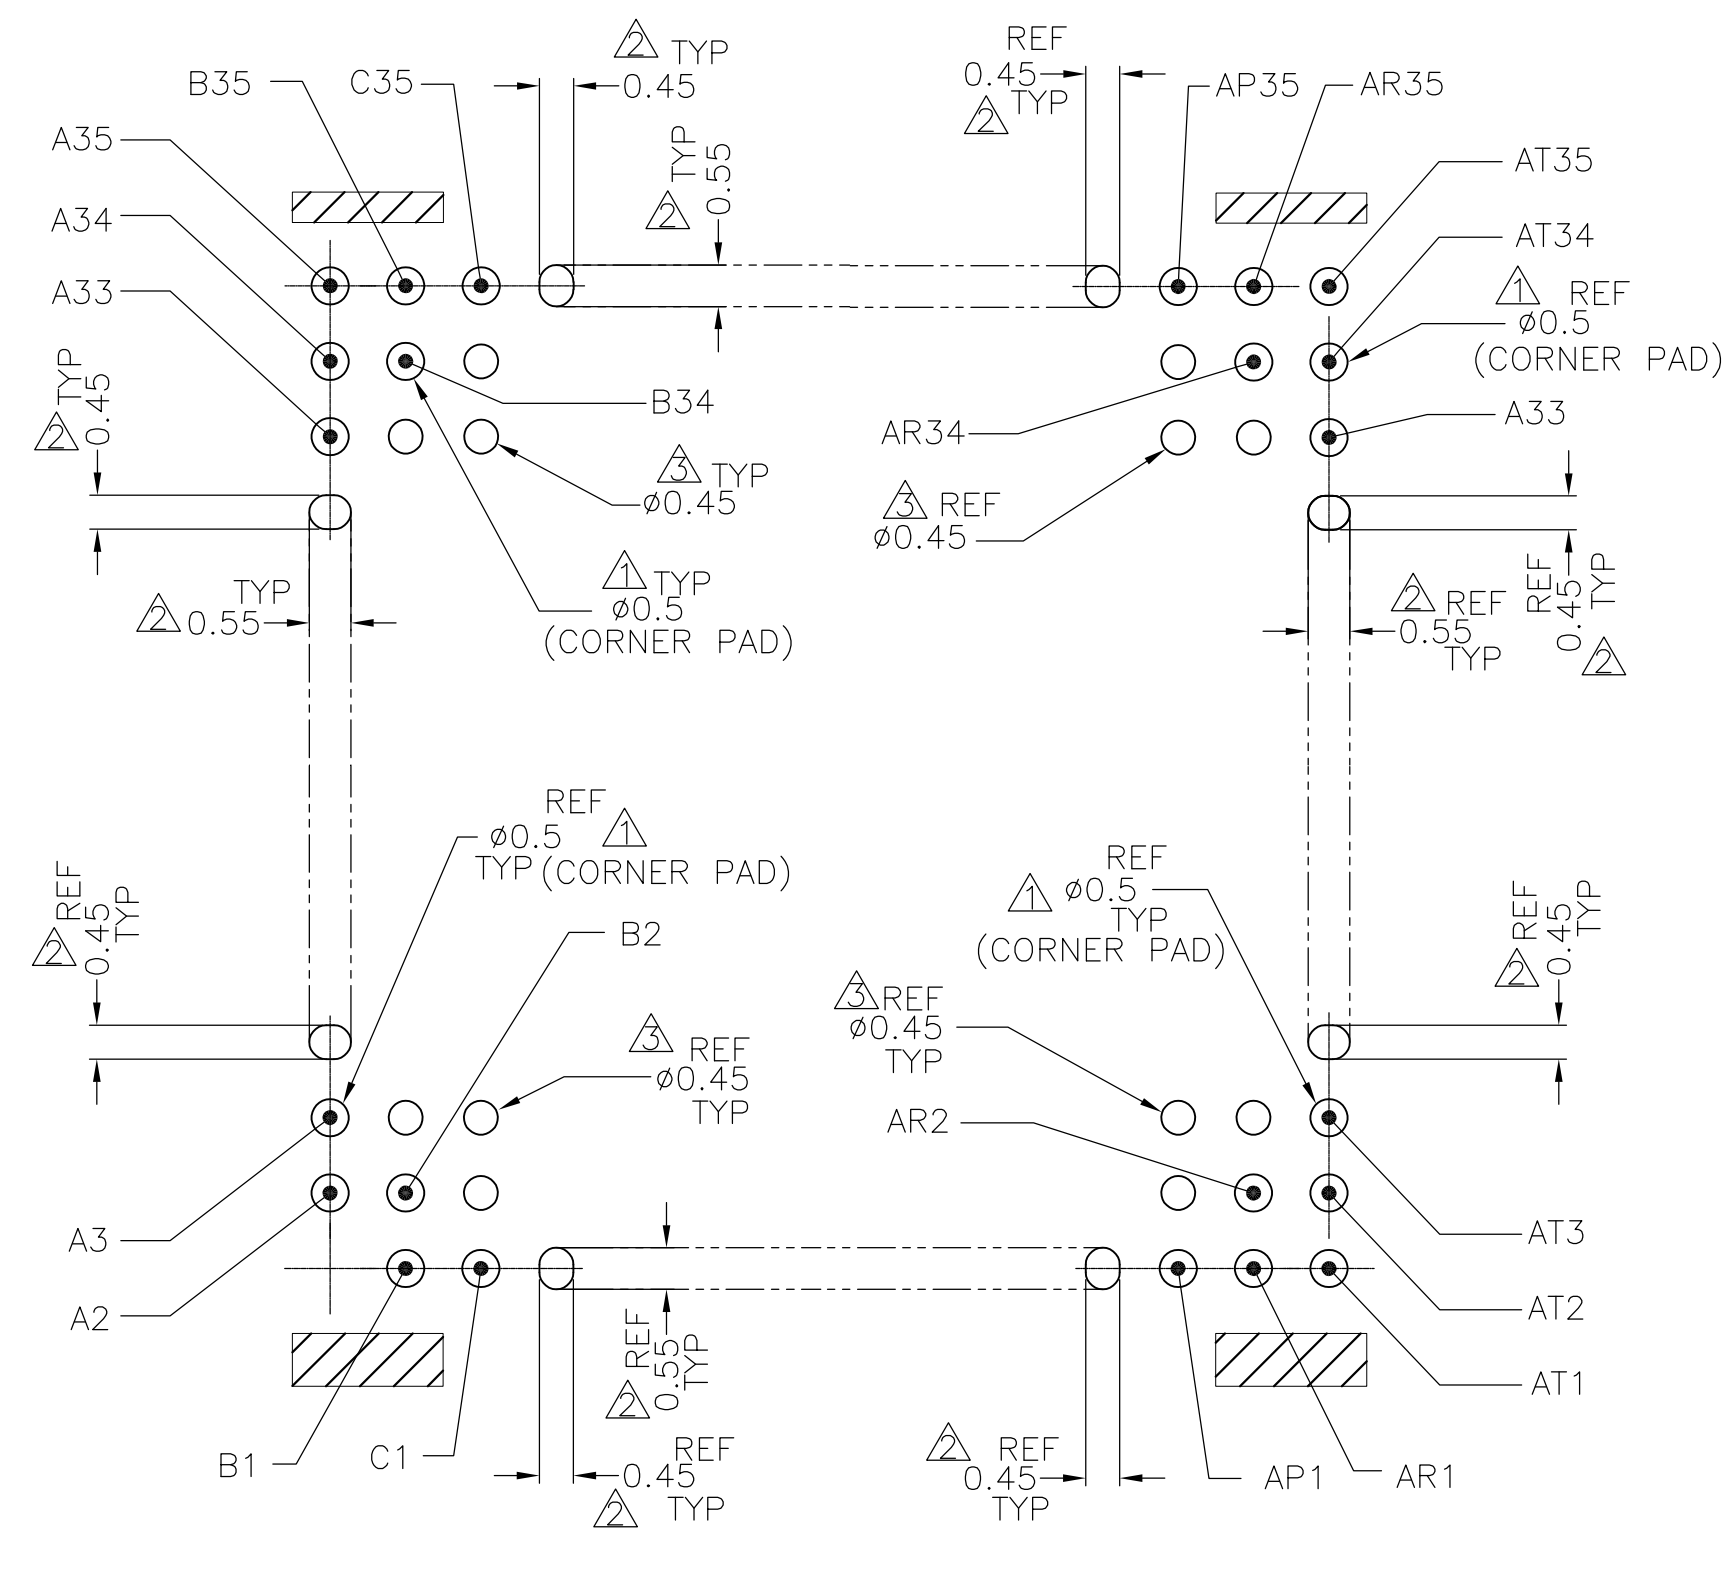 B35
C35
2 TYP
0.45
REF
0.45
TYP
2
AP35
AR35
A35
A34
A33
2 TYP
0.55
AT35
AT34
1 REF
ø0.5
(CORNER PAD)
2 TYP
0.45
B34
AR34
A33
3 TYP
ø0.45
3 REF
ø0.45
1 TYP
ø0.5
(CORNER PAD)
TYP
2 0.55
2 REF
0.55
TYP
REF
0.45
TYP
2
REF
ø0.5 1
TYP (CORNER PAD)
REF
1 ø0.5
TYP
(CORNER PAD)
2 REF
0.45
TYP
B2
2 REF
0.45
TYP
3 REF
ø0.45
TYP
3
REF
ø0.45
TYP
AR2
A3
A2
AT3
AT2
AT1
2 REF
0.55
TYP
B1
C1
REF
0.45
2 TYP
2 REF
0.45
TYP
AP1
AR1